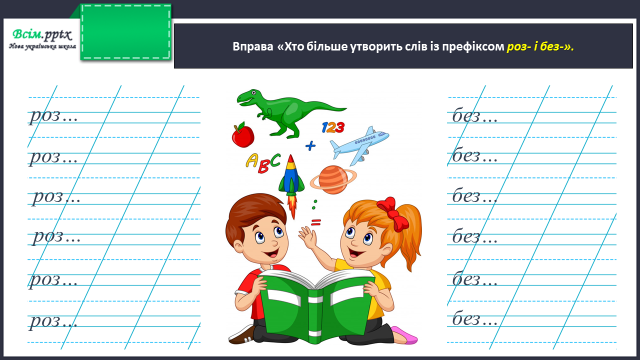 Всім.pptx
Нова українська школа
Вправа «Хто більше утворить слів із префіксом роз- і без-».
роз...
роз...
роз...
роз...
роз...
роз...
без...
без...
без...
без...
без...
без...
123
+
ABC
:
=